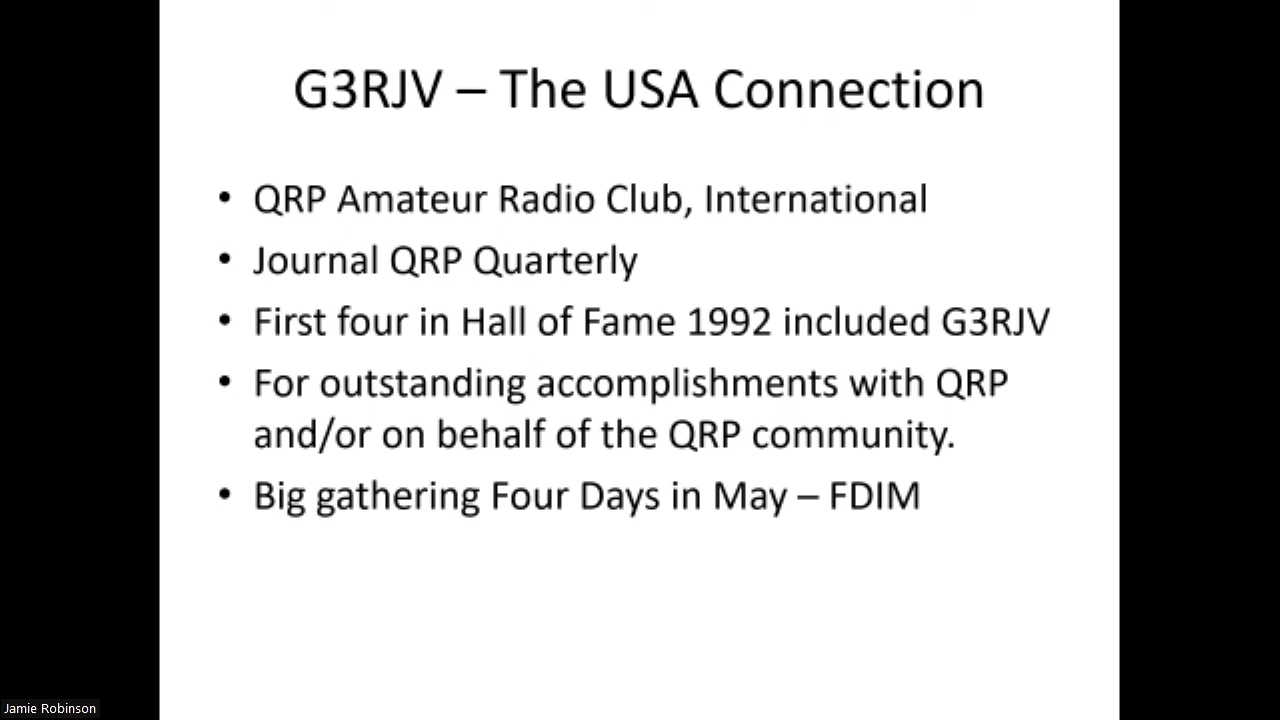 G3RJV – The USA Connection
• QRP Amateur Radio Club, International
• Journal QRP Quarterly
• First four in Hall of Fame 1992 included G3RJV
• For outstanding accomplishments with QRP
and/or on behalf of the QRP community.
• Big gathering Four Days in May – FDIM
Jamie Robinson